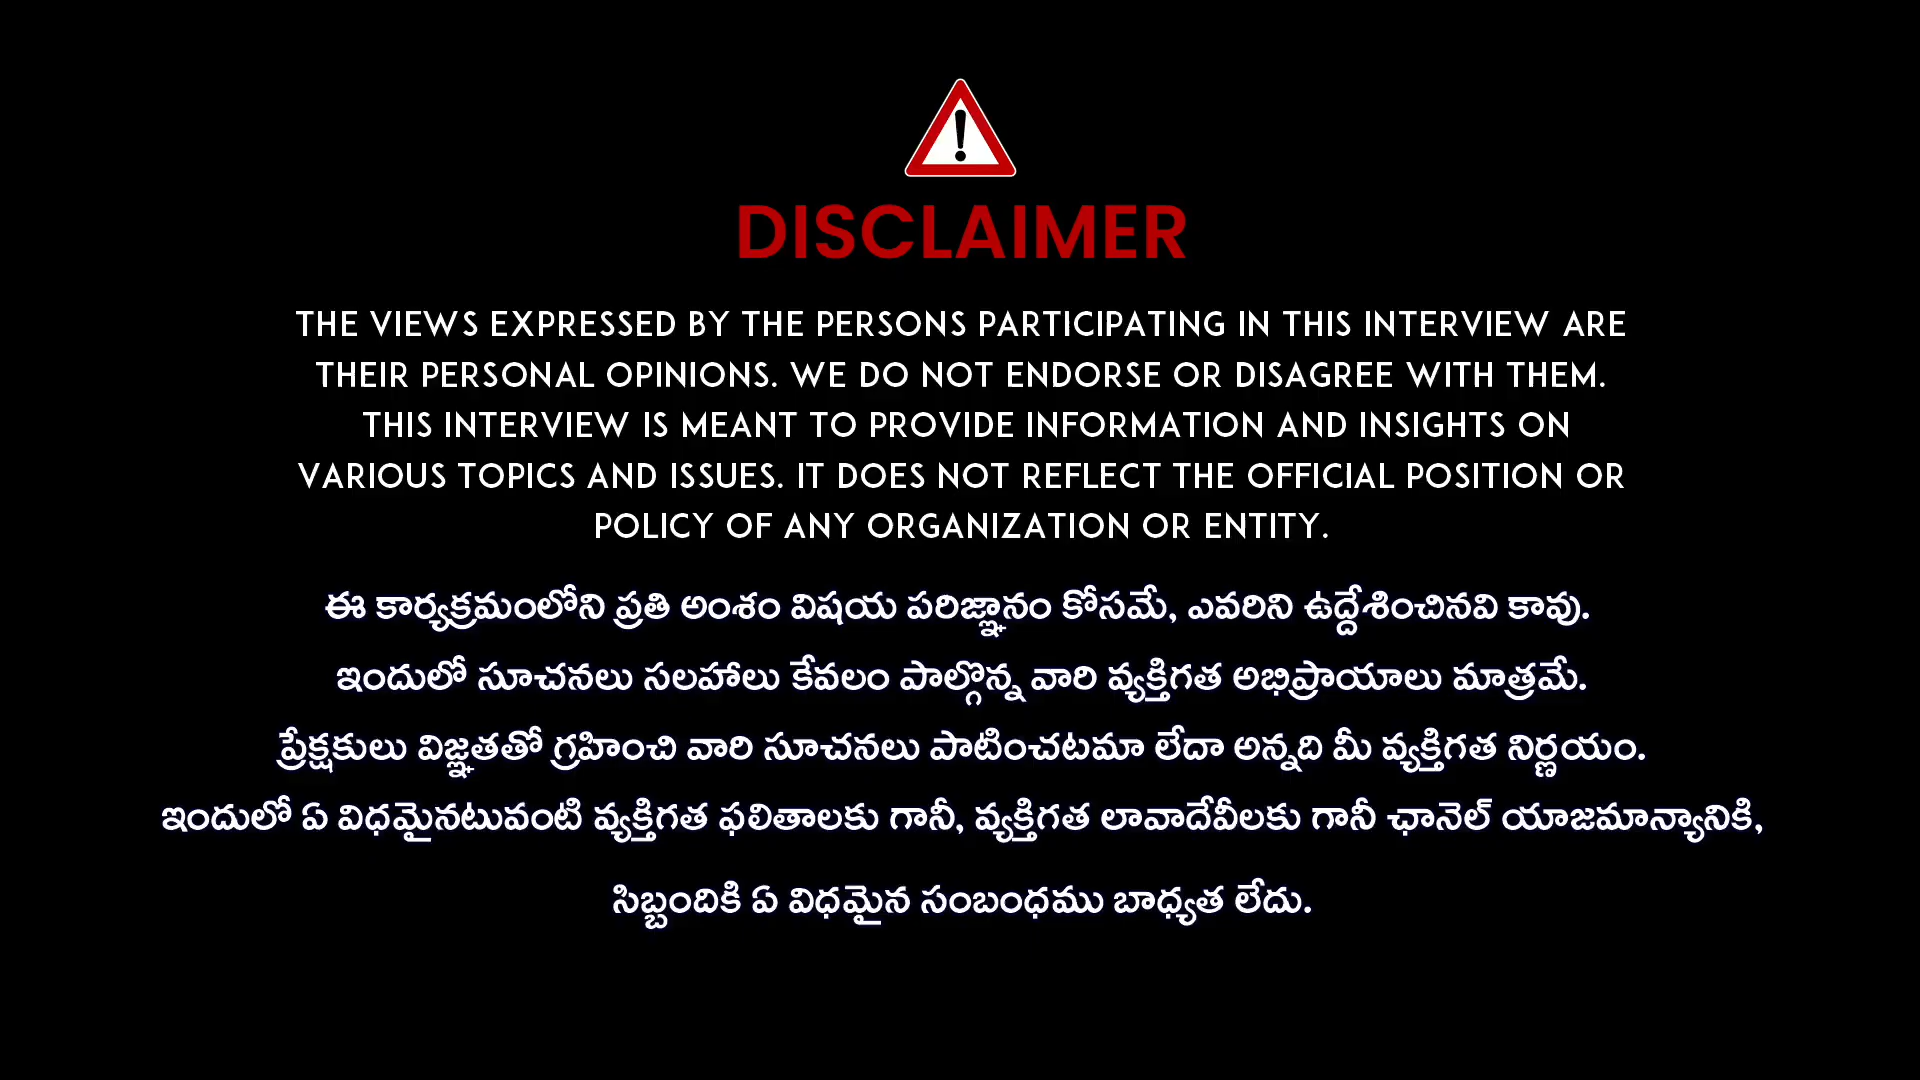 DISCLAIMER
THE VIEWS EXPRESSED BY THE PERSONS PARTICIPATING IN THIS INTERVIEW ARE
THEIR PERSONAL OPINIONS. WE DO NOT ENDORSE OR DISAGREE WITH THEM.
THIS INTERVIEW IS MEANT TO PROVIDE INFORMATION AND INSIGHTS ON
VARIOUS TOPICS AND ISSUES. IT DOES NOT REFLECT THE OFFICIAL POSITION OR
POLICY OF ANY ORGANIZATION OR ENTITY.
ఈ కార్యక్రమంలోని ప్రతి అంశం విషయ పరిజ్ఞానం కోసమే, ఎవరిని ఉద్దేశించినవి కావు.
ఇందులో సూచనలు సలహాలు కేవలం పాల్గొన్న వారి వ్యక్తిగత అభిప్రాయాలు మాత్రమే.
ప్రేక్షకులు విజ్ఞతతో గ్రహించి వారి సూచనలు పాటించటమా లేదా అన్నది మీ వ్యక్తిగత నిర్ణయం.
ఇందులో ఏ విధమైనటువంటి వ్యక్తిగత ఫలితాలకు గానీ, వ్యక్తిగత లావాదేవీలకు గానీ ఛానెల్ యాజమాన్యానికి,
సిబ్బందికి ఏ విధమైన సంబంధము బాధ్యత లేదు.